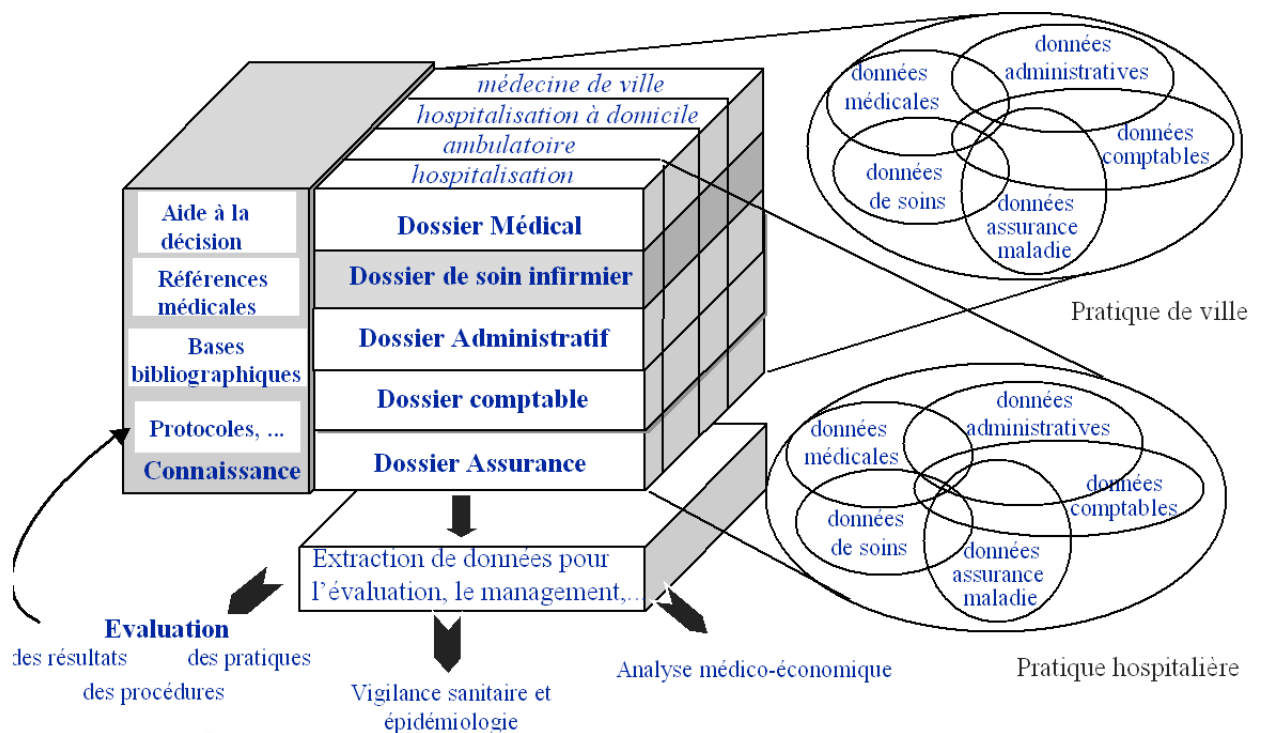 médecine de ville
hospitalisation à domicile
ambulatoire
hospitalisation
Aide à la
décision
Références
médicales
Bases
bibliographiques
Protocoles, ...
Connaissance
Dossier Médical
Dossier de soin infirmier
Dossier Administratif
Dossier comptable
Dossier Assurance
Extraction de données pour
l’évaluation, le management,...
Evaluation
des résultats
des pratiques
des procédures
Vigilance sanitaire et
épidémiologie
Analyse médico-économique
données
administratives
données
médicales
données
comptables
données
de soins
données
assurance
maladie
Pratique de ville
données
administratives
données
médicales
données
comptables
données
de soins
données
assurance
maladie
Pratique hospitalière